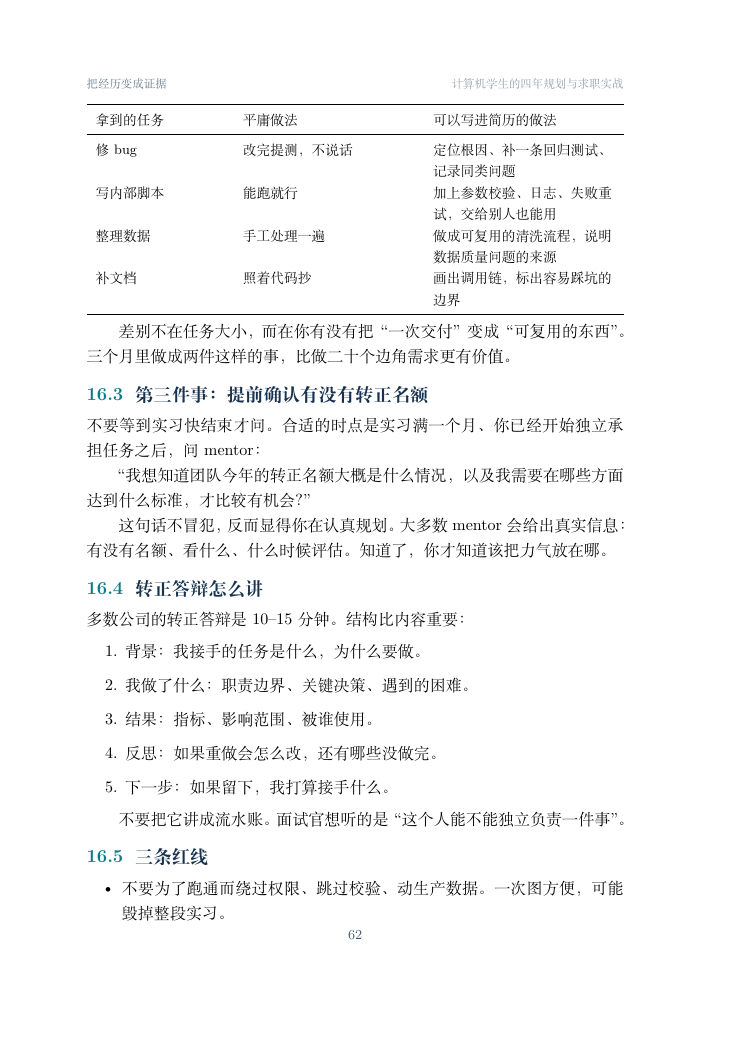 把经历变成证据 计算机学生的四年规划与求职实战
拿到的任务 平庸做法 可以写进简历的做法
修 bug 改完提测，不说话 定位根因、补一条回归测试、
记录同类问题
写内部脚本 能跑就行 加上参数校验、日志、失败重
试，交给别人也能用
整理数据 手工处理一遍 做成可复用的清洗流程，说明
数据质量问题的来源
补文档 照着代码抄 画出调用链，标出容易踩坑的
边界
差别不在任务大小，而在你有没有把 “一次交付” 变成 “可复用的东西”。
三个月里做成两件这样的事，比做二十个边角需求更有价值。
16.3 第三件事：提前确认有没有转正名额
不要等到实习快结束才问。合适的时点是实习满一个月、你已经开始独立承
担任务之后，问 mentor：
“我想知道团队今年的转正名额大概是什么情况，以及我需要在哪些方面
达到什么标准，才比较有机会?”
这句话不冒犯，反而显得你在认真规划。大多数 mentor 会给出真实信息：
有没有名额、看什么、什么时候评估。知道了，你才知道该把力气放在哪。
16.4 转正答辩怎么讲
多数公司的转正答辩是 10–15 分钟。结构比内容重要：
1. 背景：我接手的任务是什么，为什么要做。
2. 我做了什么：职责边界、关键决策、遇到的困难。
3. 结果：指标、影响范围、被谁使用。
4. 反思：如果重做会怎么改，还有哪些没做完。
5. 下一步：如果留下，我打算接手什么。
不要把它讲成流水账。面试官想听的是 “这个人能不能独立负责一件事”。
16.5 三条红线
• 不要为了跑通而绕过权限、跳过校验、动生产数据。一次图方便，可能
毁掉整段实习。
62